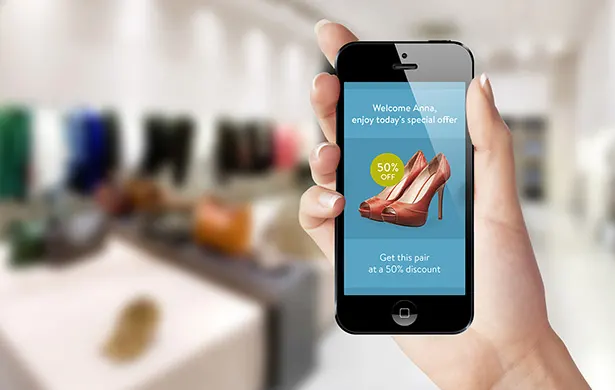 Welcome Anna,
enjoy today's special offer
50%
OFF
Get this pair
at a 50% discount